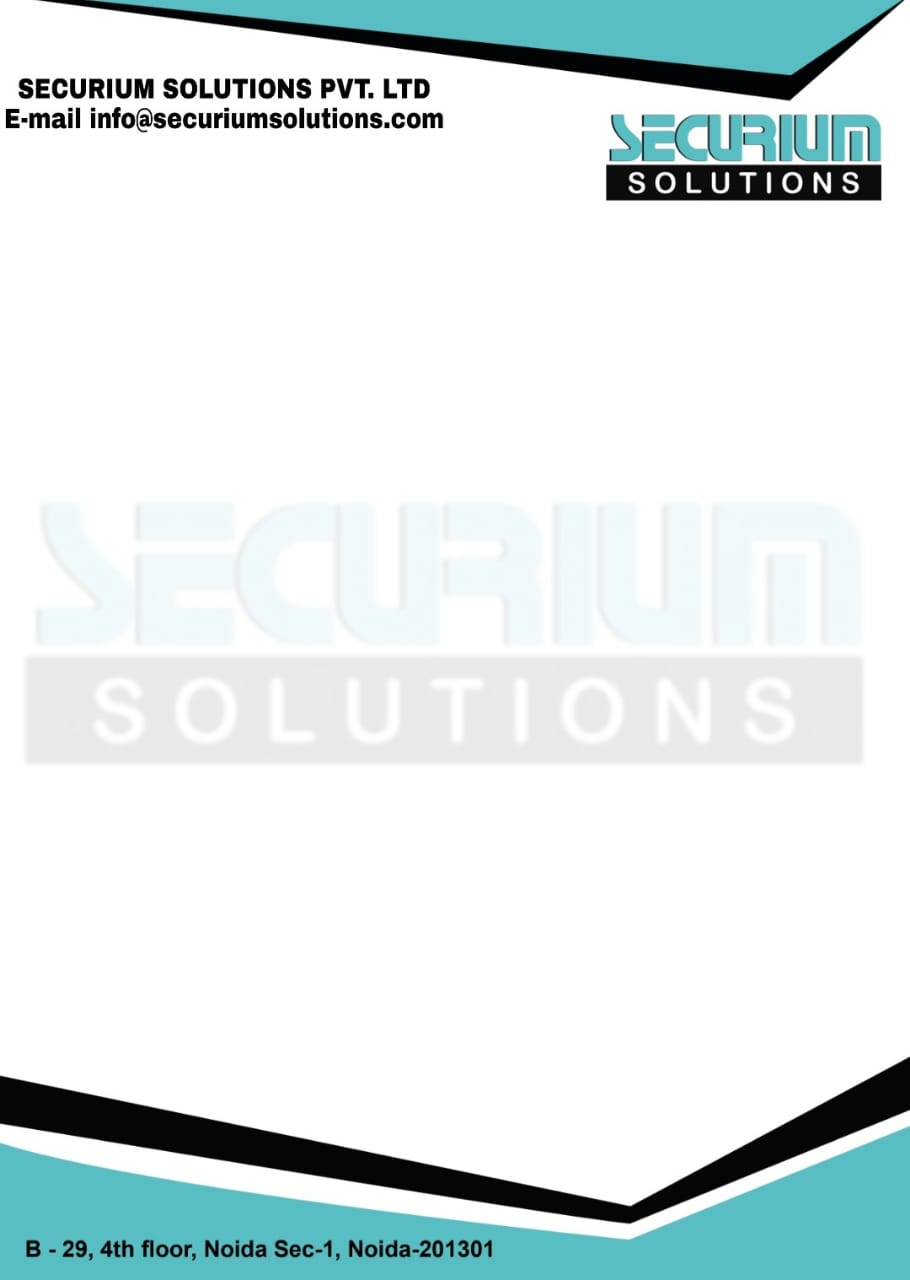 SECURIUM SOLUTIONS PVT. LTD
E-mail info@securiumsolutions.com
SECURIUM
SOLUTIONS
SECURIUM
SOLUTIONS
B - 29, 4th floor, Noida Sec-1, Noida-201301